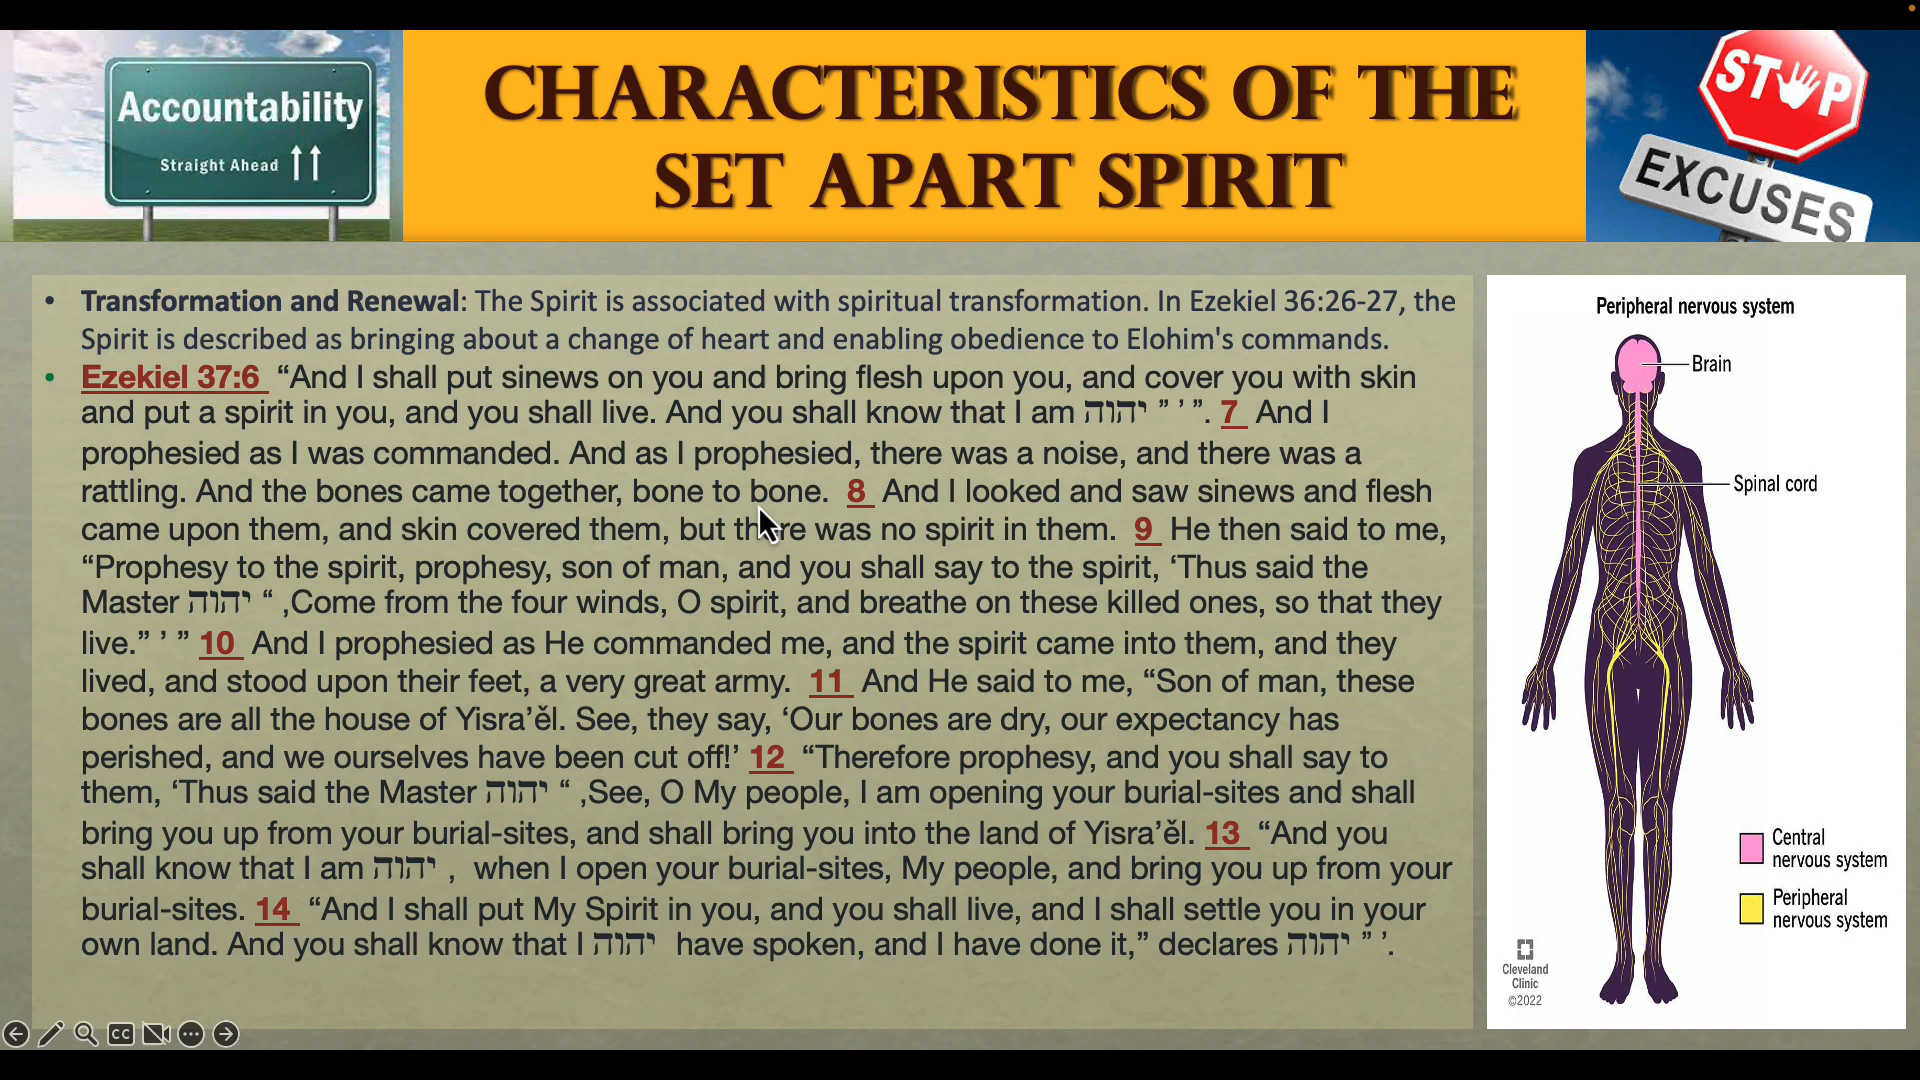 Accountability
Straight Ahead
CHARACTERISTICS OF THE
SET APART SPIRIT
STOP
EXCUSES
• Transformation and Renewal: The Spirit is associated with spiritual transformation. In Ezekiel 36:26-27, the
Spirit is described as bringing about a change of heart and enabling obedience to Elohim's commands.
• Ezekiel 37:6 “And I shall put sinews on you and bring flesh upon you, and cover you with skin
and put a spirit in you, and you shall live. And you shall know that I am יהוה ” ’ ”. 7 And I
prophesied as I was commanded. And as I prophesied, there was a noise, and there was a
rattling. And the bones came together, bone to bone. 8 And I looked and saw sinews and flesh
came upon them, and skin covered them, but there was no spirit in them. 9 He then said to me,
“Prophesy to the spirit, prophesy, son of man, and you shall say to the spirit, ‘Thus said the
Master יהוה “ ,Come from the four winds, O spirit, and breathe on these killed ones, so that they
live.” ’ ” 10 And I prophesied as He commanded me, and the spirit came into them, and they
lived, and stood upon their feet, a very great army. 11 And He said to me, “Son of man, these
bones are all the house of Yisra’ĕl. See, they say, ‘Our bones are dry, our expectancy has
perished, and we ourselves have been cut off!’ 12 “Therefore prophesy, and you shall say to
them, ‘Thus said the Master יהוה “ ,See, O My people, I am opening your burial-sites and shall
bring you up from your burial-sites, and shall bring you into the land of Yisra’ĕl. 13 “And you
shall know that I am יהוה , when I open your burial-sites, My people, and bring you up from your
burial-sites. 14 “And I shall put My Spirit in you, and you shall live, and I shall settle you in your
own land. And you shall know that I יהוה have spoken, and I have done it,” declares יהוה ” ’.
Peripheral nervous system
Brain
Spinal cord
Central
nervous system
Peripheral
nervous system
Cleveland
Clinic
©2022
CC